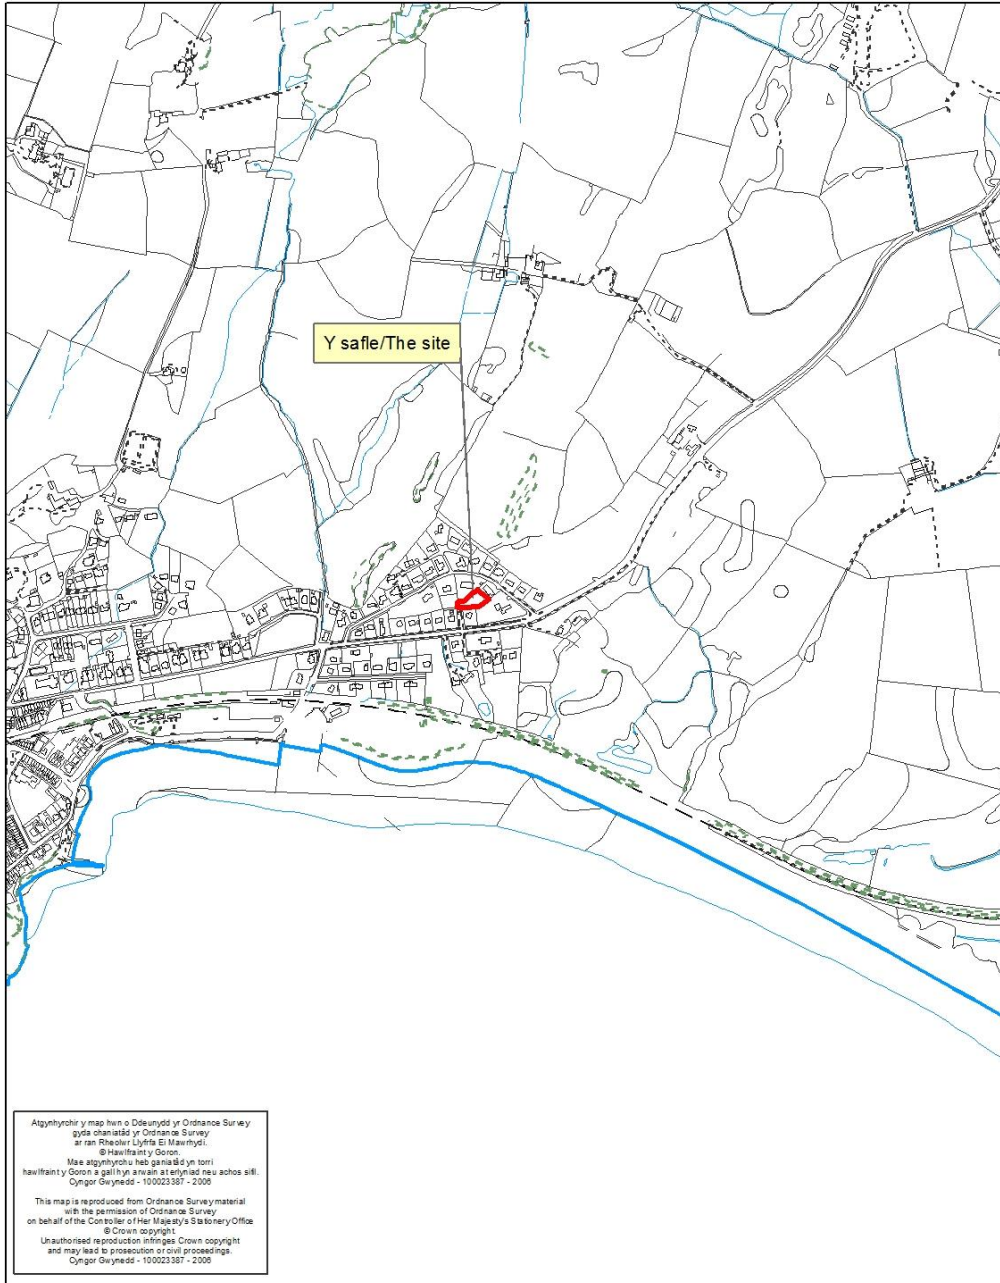 Y safle/The site
Atgynhyrchir y map hwn o Ddeunydd yr Ordnance Survey
gyda chaniatâd yr Ordnance Survey
ar ran Rheolwr Llyfrfa Ei Mawrhydi.
© Hawlfraint y Goron.
Mae atgynhyrchu heb ganiatâd yn torri
hawlfraint y Goron a gall hyn arwain at erlyniad neu achos sifil.
Cyngor Gwynedd - 100023387 - 2006
This map is reproduced from Ordnance Survey material
with the permission of Ordnance Survey
on behalf of the Controller of Her Majesty's Stationery Office
© Crown copyright.
Unauthorised reproduction infringes Crown copyright
and may lead to prosecution or civil proceedings.
Cyngor Gwynedd - 100023387 - 2006